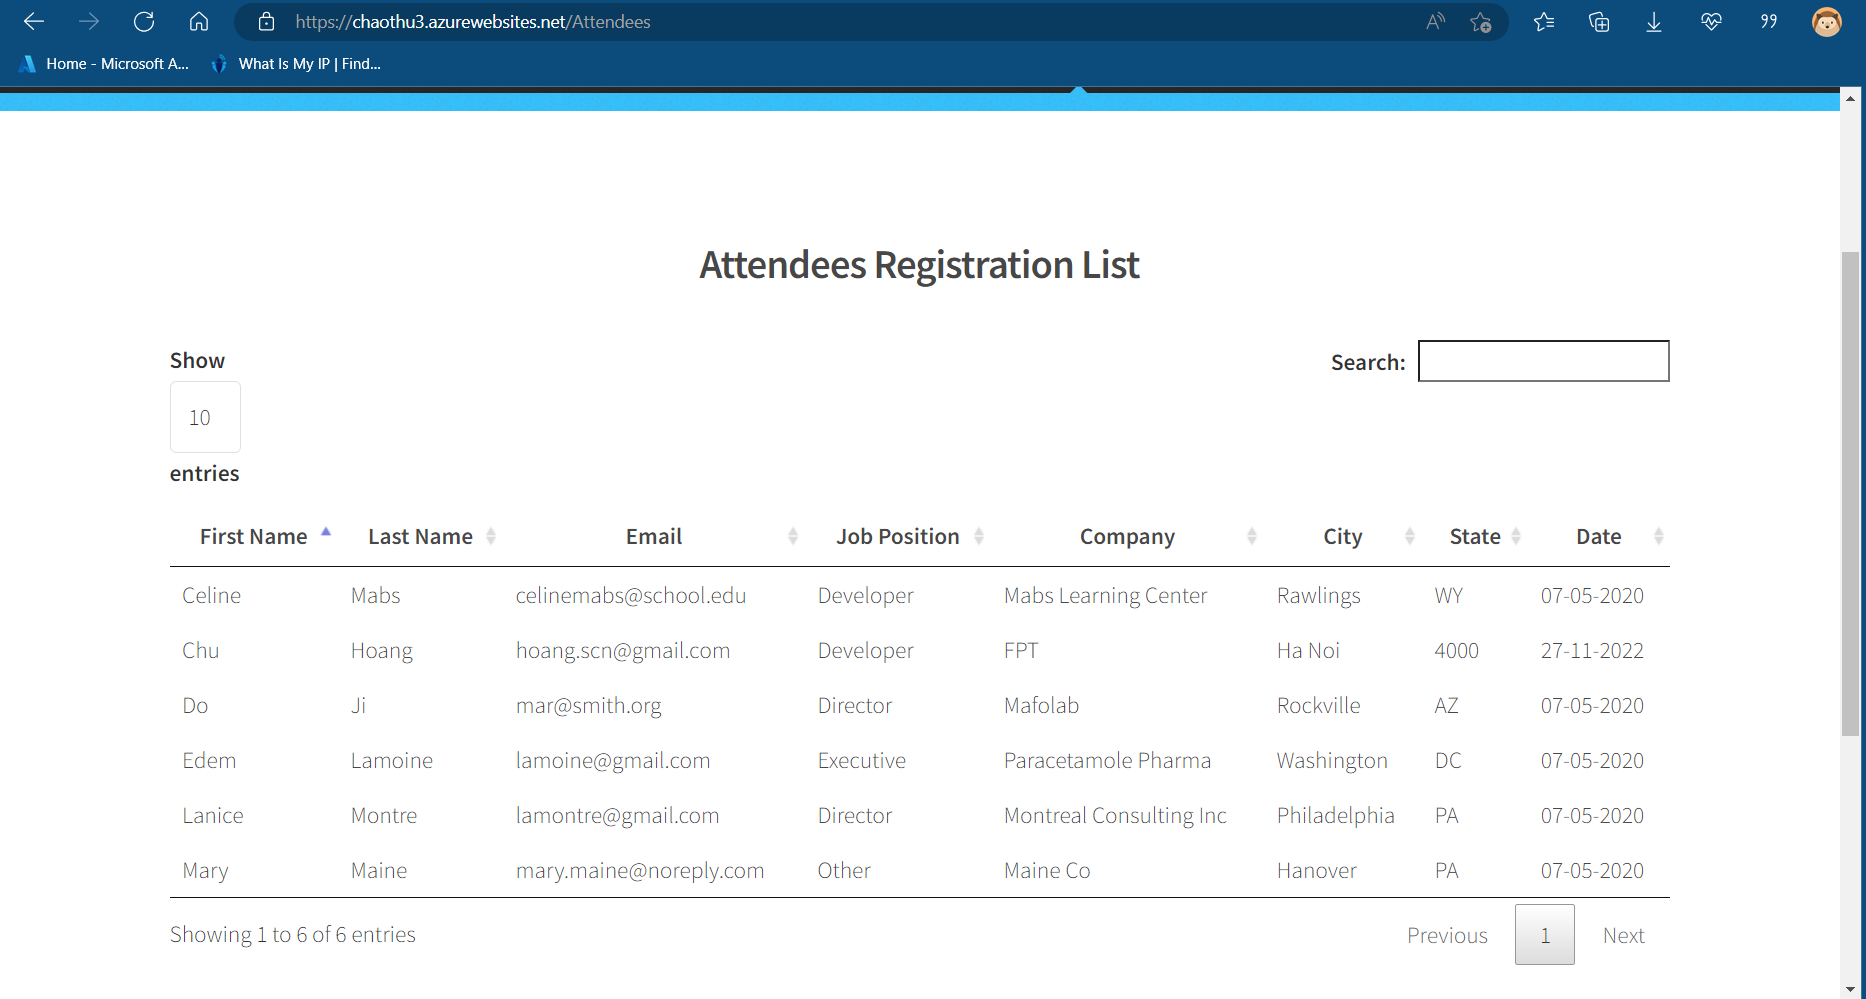 https://chaothu3.azurewebsites.net/Attendees
Home - Microsoft A... What Is My IP | Find...
Attendees Registration List
Show
Search:
10
entries
First Name Last Name Email Job Position Company City State Date
Celine Mabs celinemabs@school.edu Developer Mabs Learning Center Rawlings WY 07-05-2020
Chu Hoang hoang.scn@gmail.com Developer FPT Ha Noi 4000 27-11-2022
Do Ji mar@smith.org Director Mafolab Rockville AZ 07-05-2020
Edem Lamoine lamoine@gmail.com Executive Paracetamole Pharma Washington DC 07-05-2020
Lanice Montre lamontre@gmail.com Director Montreal Consulting Inc Philadelphia PA 07-05-2020
Mary Maine mary.maine@noreply.com Other Maine Co Hanover PA 07-05-2020
Showing 1 to 6 of 6 entries
Previous 1 Next